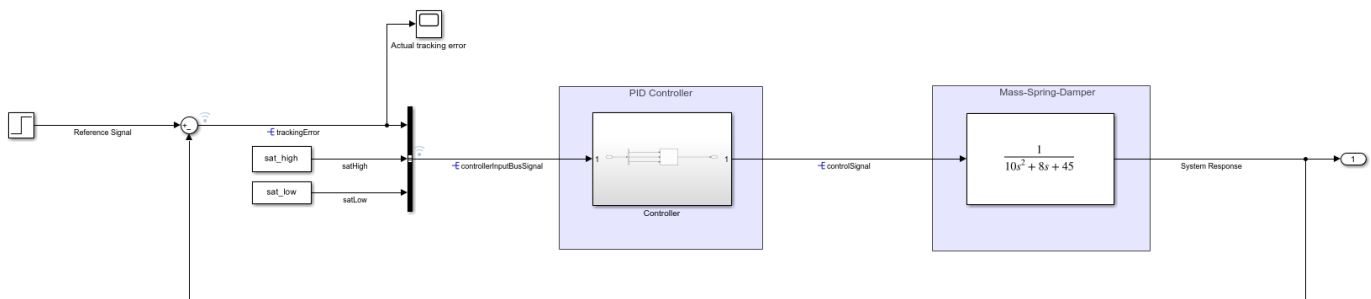 Actual tracking error
PID Controller
Mass-Spring-Damper
+
−
Reference Signal
trackingError
sat_high
satHigh
sat_low
satLow
controllerInputBusSignal
1
1
Controller
controlSignal
1
10s² + 8s + 45
System Response
1